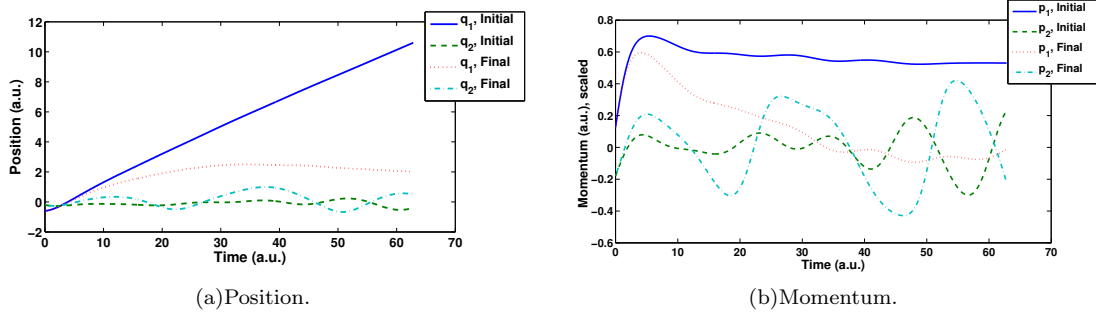 12
10
8
6
4
2
0
−2
Position (a.u.)
0 10 20 30 40 50 60 70
Time (a.u.)
q1, Initial
q2, Initial
q1, Final
q2, Final
(a)Position.
0.8
0.6
0.4
0.2
0
−0.2
−0.4
−0.6
Momentum (a.u.), scaled
0 10 20 30 40 50 60 70
Time (a.u.)
p1, Initial
p2, Initial
p1, Final
p2, Final
(b)Momentum.